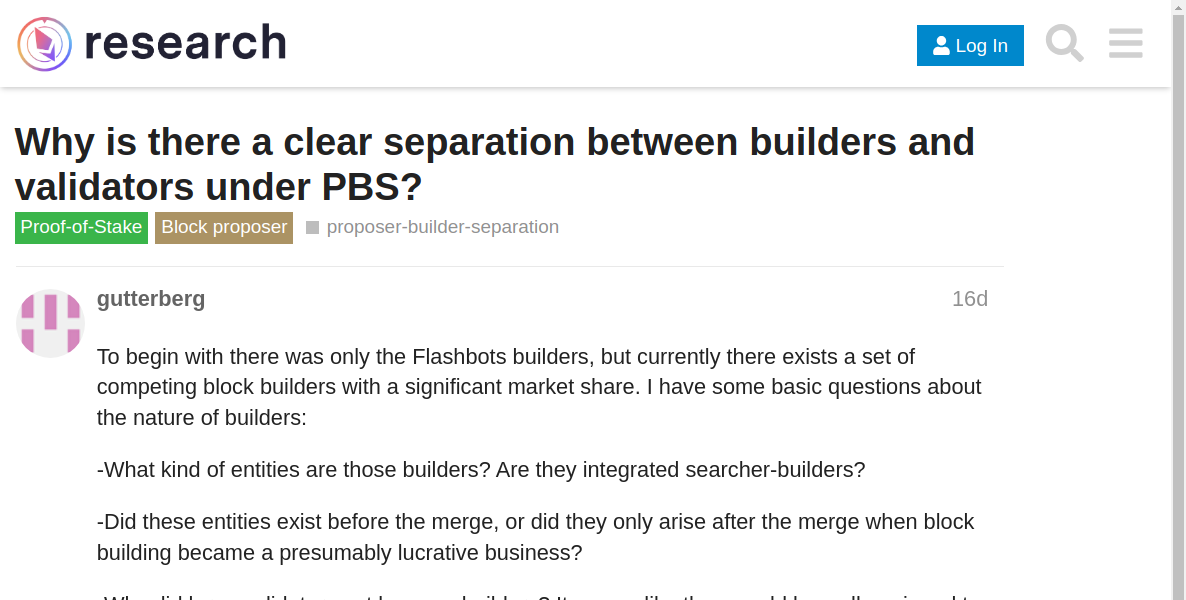 research
Log In
Why is there a clear separation between builders and
validators under PBS?
Proof-of-Stake Block proposer proposer-builder-separation
gutterberg 16d
To begin with there was only the Flashbots builders, but currently there exists a set of
competing block builders with a significant market share. I have some basic questions about
the nature of builders:
-What kind of entities are those builders? Are they integrated searcher-builders?
-Did these entities exist before the merge, or did they only arise after the merge when block
building became a presumably lucrative business?